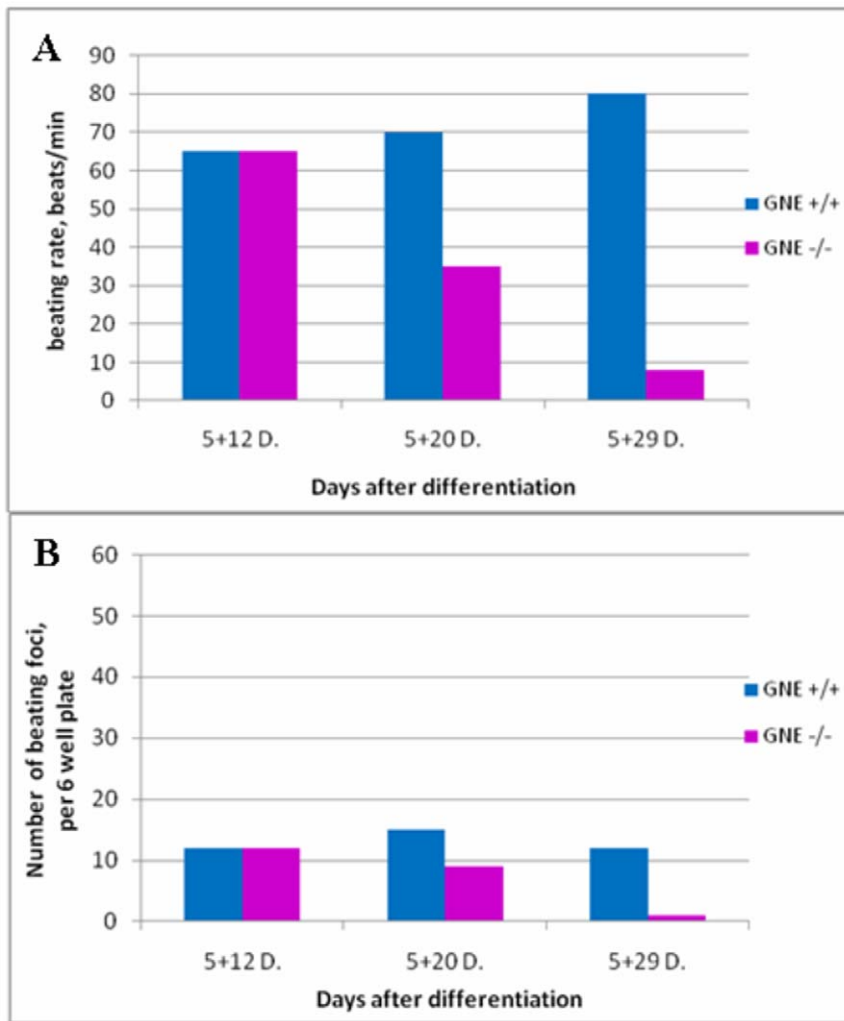 A
90
80
70
60
50
40
30
20
10
0
beating rate, beats/min
5+12 D.
5+20 D.
5+29 D.
Days after differentiation
GNE +/+
GNE -/-
B
60
50
40
30
20
10
0
Number of beating foci,
per 6 well plate
5+12 D.
5+20 D.
5+29 D.
Days after differentiation
GNE +/+
GNE -/-